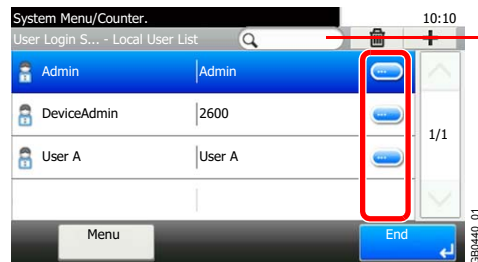 System Menu/Counter.
10:10
User Login S... - Local User List
Admin
Admin
DeviceAdmin
2600
User A
User A
1/1
Menu
End
GB0440_01